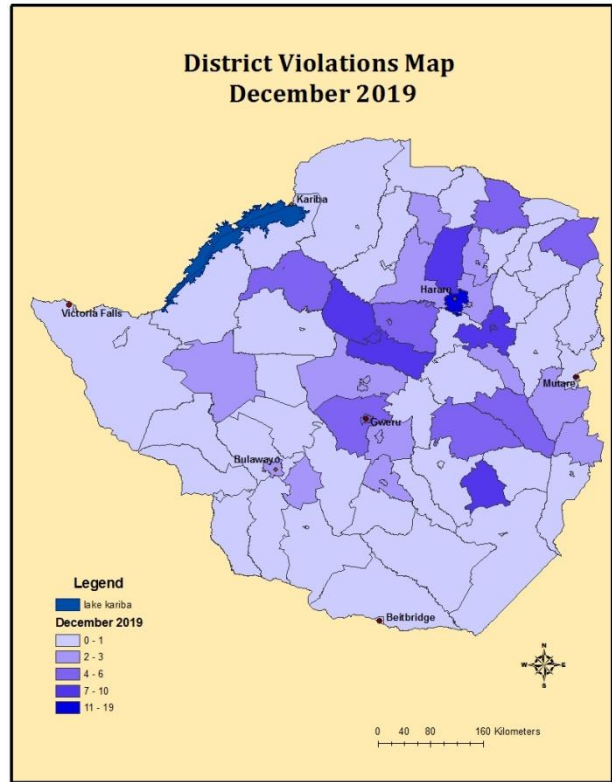 District Violations Map
December 2019
Kariba
Harare
Victoria Falls
Mutare
Gweru
Bulawayo
Beitbridge
Legend
lake kariba
December 2019
0 - 1
2 - 3
4 - 6
7 - 10
11 - 19
N
W E
S
0 40 80 160 Kilometers